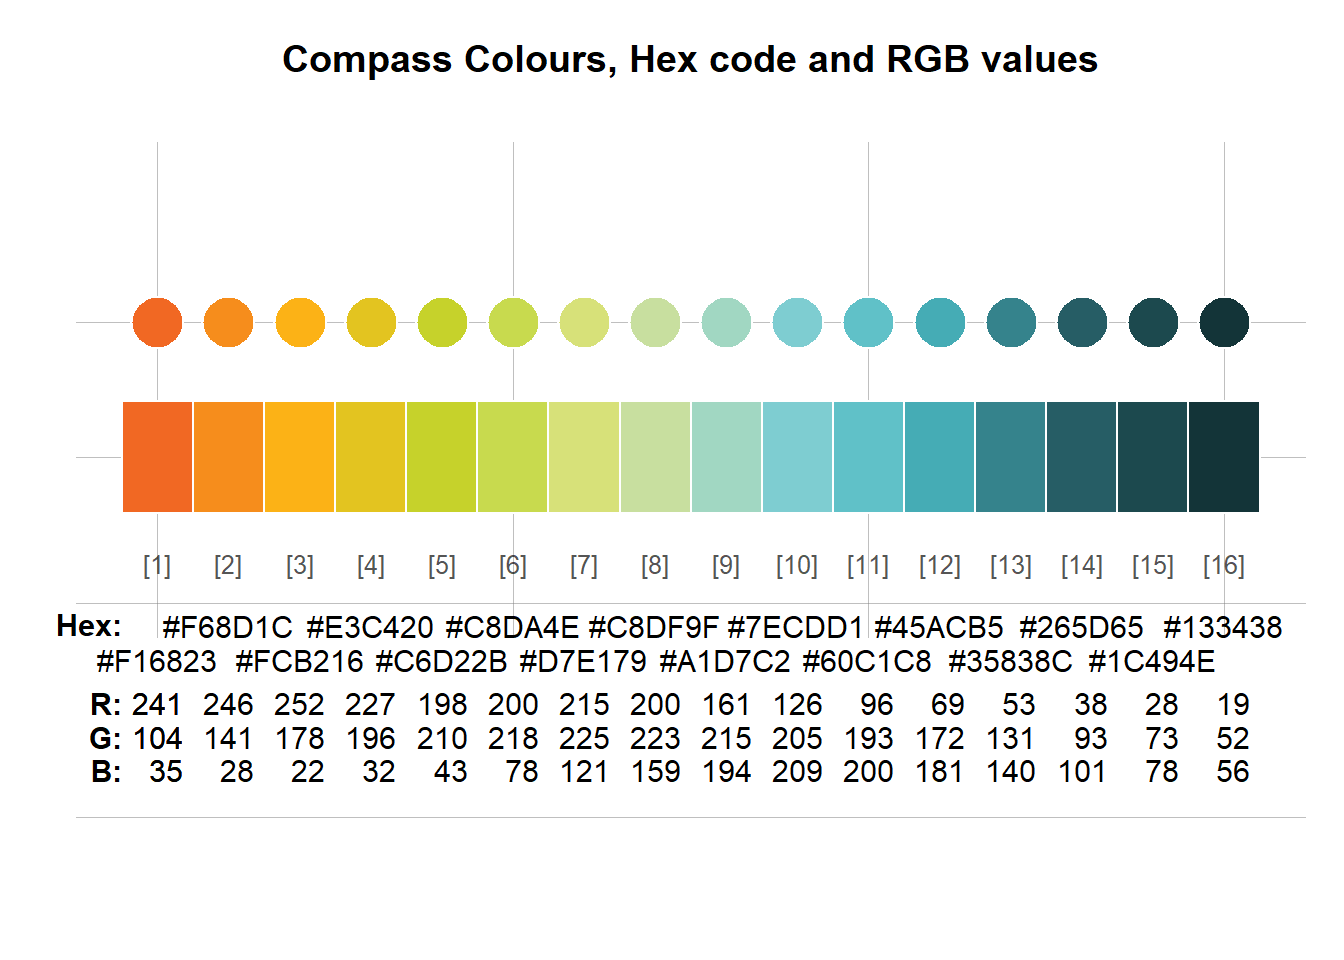 Compass Colours, Hex code and RGB values
[1] [2] [3] [4] [5] [6] [7] [8] [9] [10] [11] [12] [13] [14] [15] [16]
Hex: #F68D1C #E3C420 #C8DA4E #C8DF9F #7ECDD1 #45ACB5 #265D65 #133438
#F16823 #FCB216 #C6D22B #D7E179 #A1D7C2 #60C1C8 #35838C #1C494E
R: 241 246 252 227 198 200 215 200 161 126 96 69 53 38 28 19
G: 104 141 178 196 210 218 225 223 215 205 193 172 131 93 73 52
B: 35 28 22 32 43 78 121 159 194 209 200 181 140 101 78 56